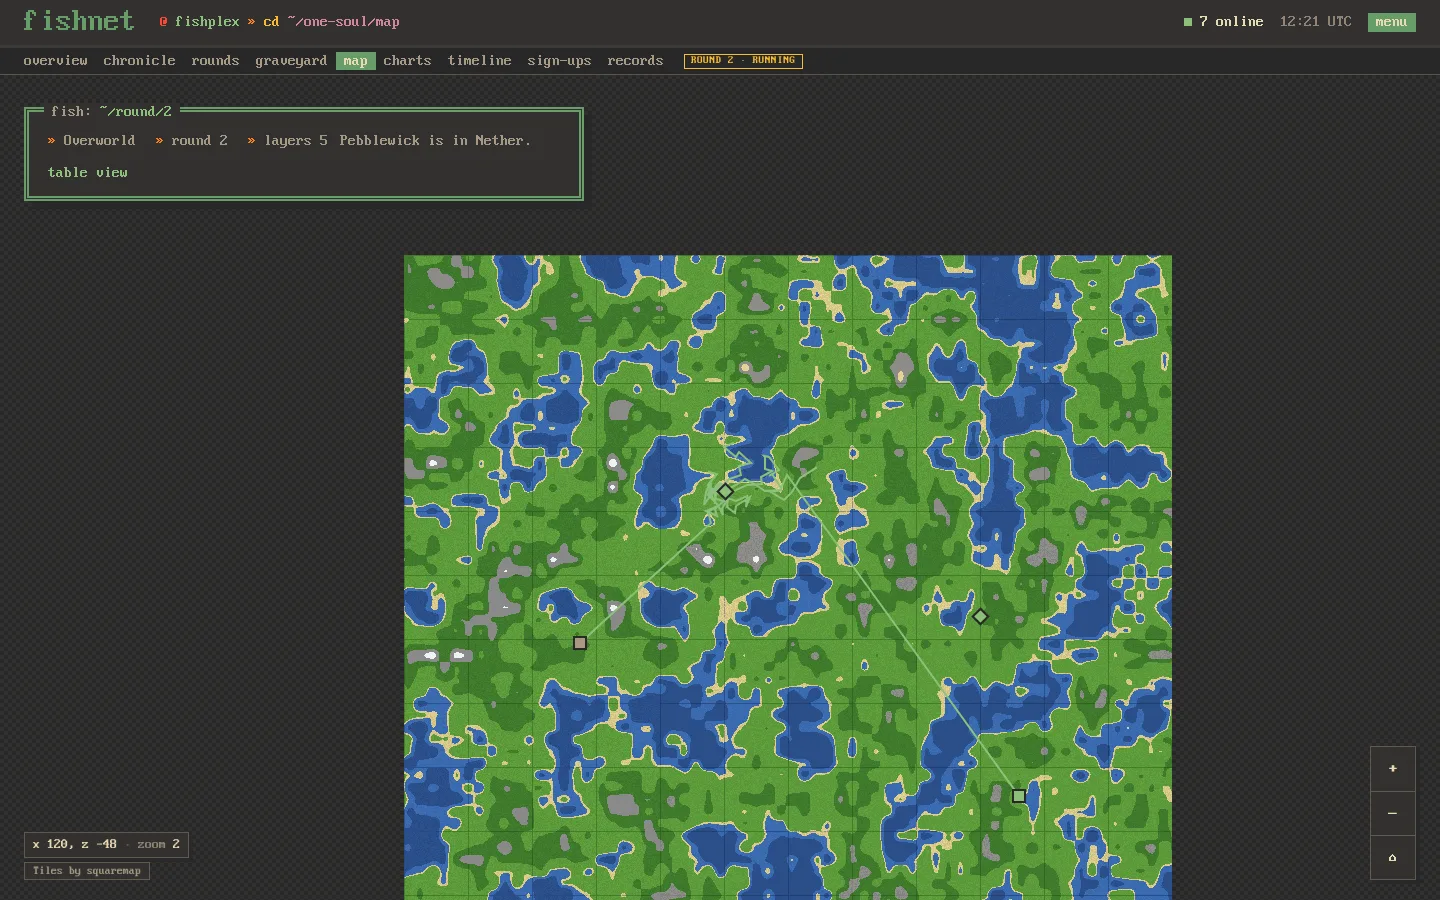 fishnet
@ fishplex » cd ~/one-soul/map
7 online 12:21 UTC menu
overview chronicle rounds graveyard map charts timeline sign-ups records ROUND 2 · RUNNING
fish: ~/round/2
» Overworld » round 2 » layers 5 Pebblewick is in Nether.
table view
+
−
x 120, z -48 · zoom 2
Tiles by squaremap